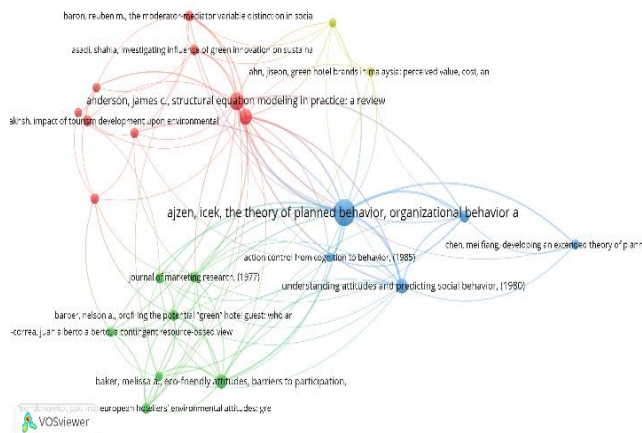 baron, reuben m., the moderator-mediator variable distinction in socia
asadi, shahla, investigating influence of green innovation on sustaina
ahn, jiseon, green hotel brands in malaysia: perceived value, cost, an
anderson, james c., structural equation modeling in practice: a review
akhsh, impact of tourism development upon environmental
ajzen, icek, the theory of planned behavior, organizational behavior a
chen, mei fiang, developing an extended theory of plann
action control from cognition to behavior, (1985)
journal of marketing research, (1977)
understanding attitudes and predicting social behavior, (1980)
barber, nelson a., profiling the potential "green" hotel guest: who ar
-correa, juan alberto a contingent resource-based view
baker, melissa a., eco-friendly attitudes, barriers to participation,
european hoteliers' environmental attitudes: gre
VOSviewer